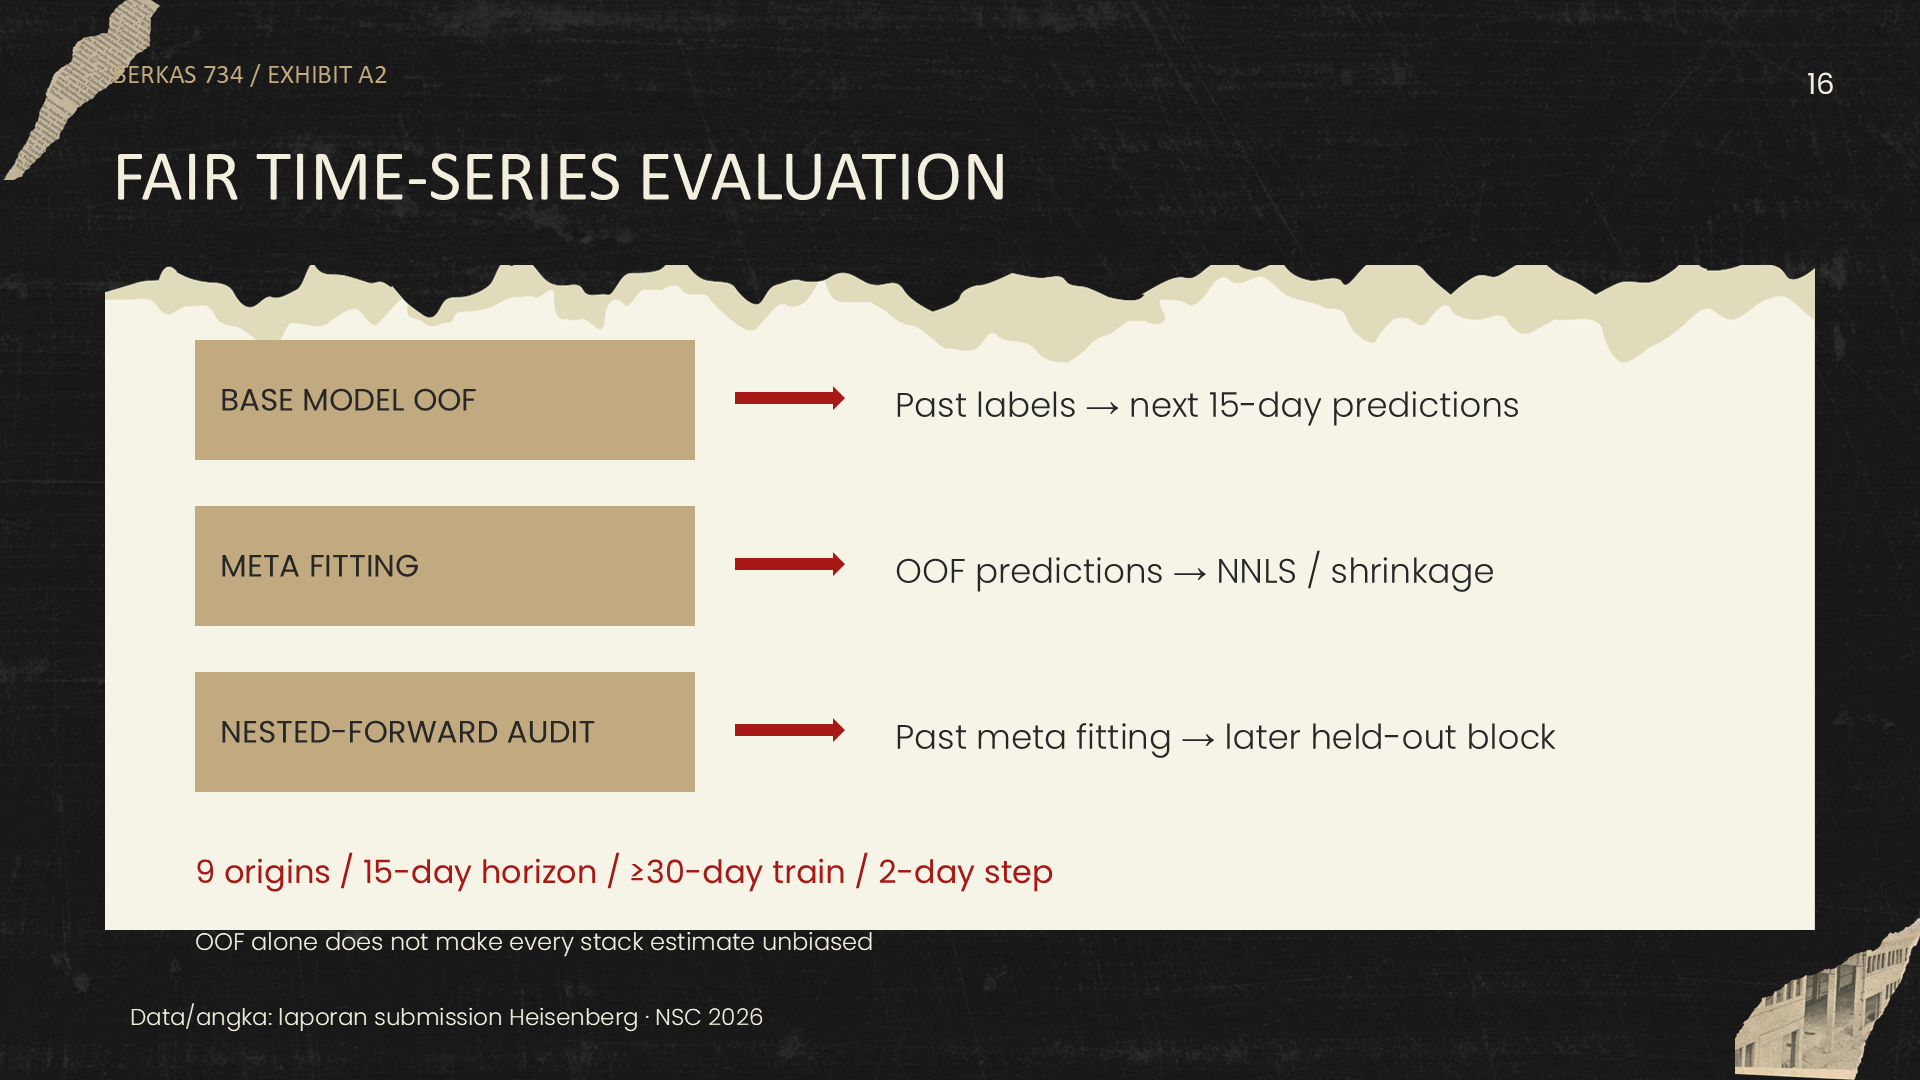 BERKAS 734 / EXHIBIT A2
16
FAIR TIME-SERIES EVALUATION
BASE MODEL OOF
Past labels → next 15-day predictions
META FITTING
OOF predictions → NNLS / shrinkage
NESTED-FORWARD AUDIT
Past meta fitting → later held-out block
9 origins / 15-day horizon / ≥30-day train / 2-day step
OOF alone does not make every stack estimate unbiased
Data/angka: laporan submission Heisenberg · NSC 2026